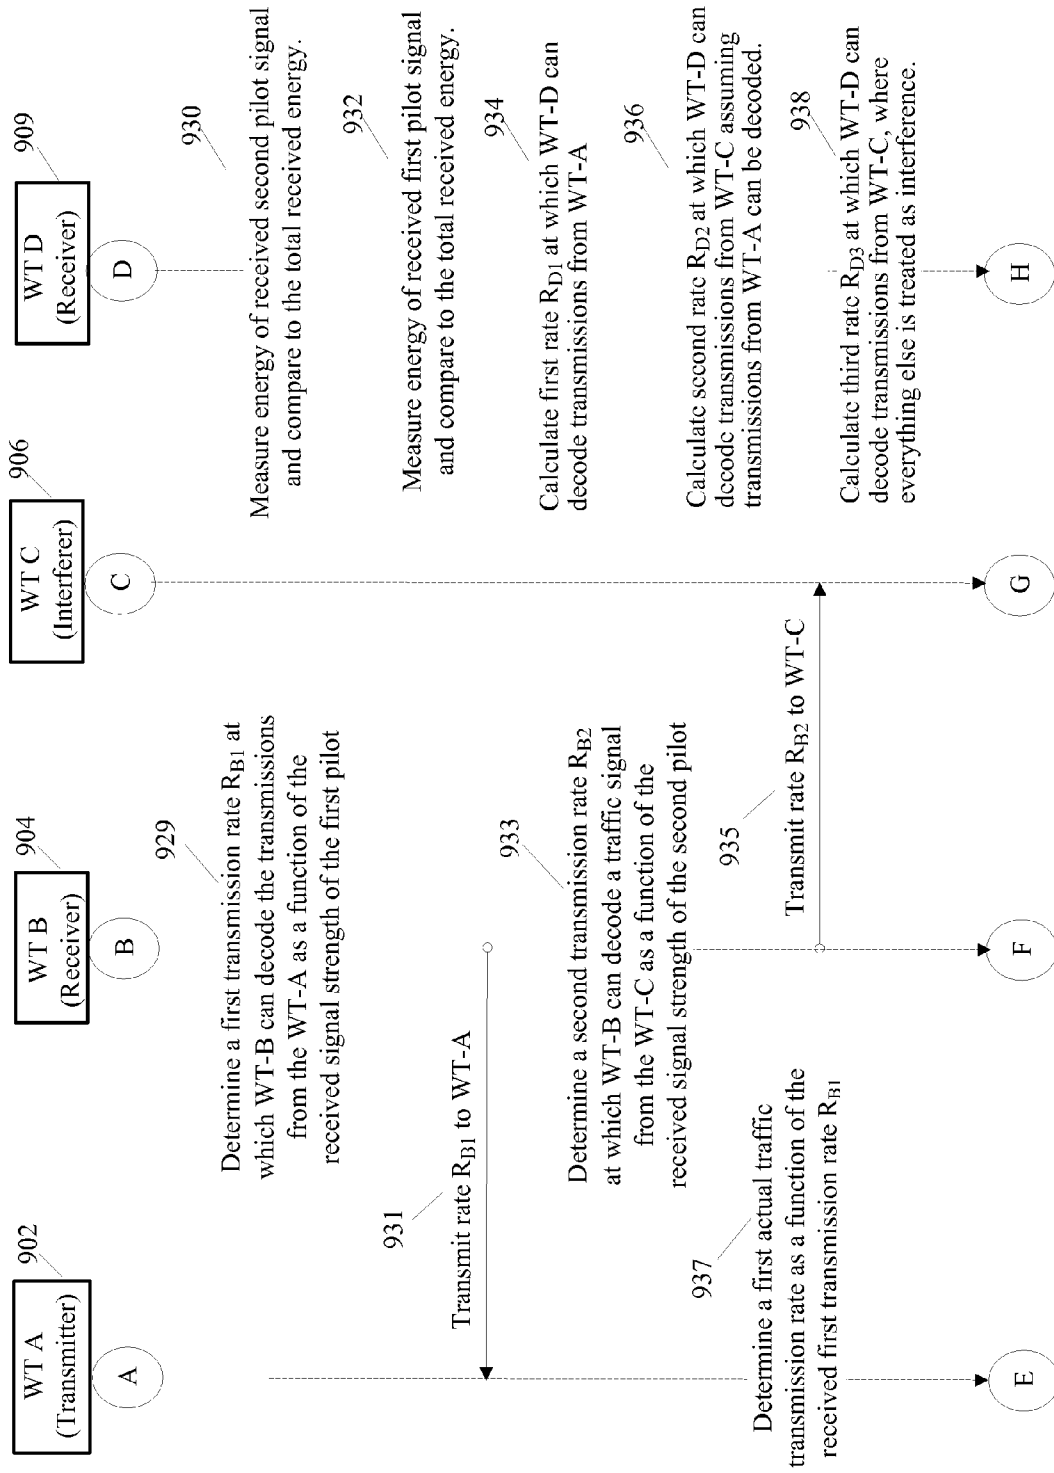 WT A
(Transmitter)
902
A
WT B
(Receiver)
904
B
WT C
(Interferer)
906
C
WT D
(Receiver)
909
D
929
Determine a first transmission rate RB1 at
which WT-B can decode the transmissions
from the WT-A as a function of the
received signal strength of the first pilot
930
Measure energy of received second pilot signal
and compare to the total received energy.
931
Transmit rate RB1 to WT-A
932
Measure energy of received first pilot signal
and compare to the total received energy.
933
Determine a second transmission rate RB2
at which WT-B can decode a traffic signal
from the WT-C as a function of the
received signal strength of the second pilot
934
Calculate first rate RD1 at which WT-D can
decode transmissions from WT-A
935
Transmit rate RB2 to WT-C
936
Calculate second rate RD2 at which WT-D can
decode transmissions from WT-C assuming
transmissions from WT-A can be decoded.
937
Determine a first actual traffic
transmission rate as a function of the
received first transmission rate RB1
938
Calculate third rate RD3 at which WT-D can
decode transmissions from WT-C, where
everything else is treated as interference.
E
F
G
H